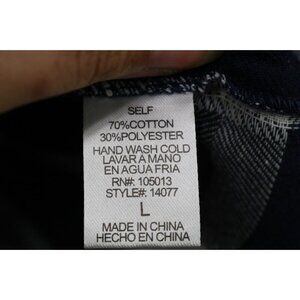 SELF
70%COTTON
30%POLYESTER
HAND WASH COLD
LAVAR A MANO
EN AGUA FRIA
RN#: 105013
STYLE#: 14077
L
MADE IN CHINA
HECHO EN CHINA